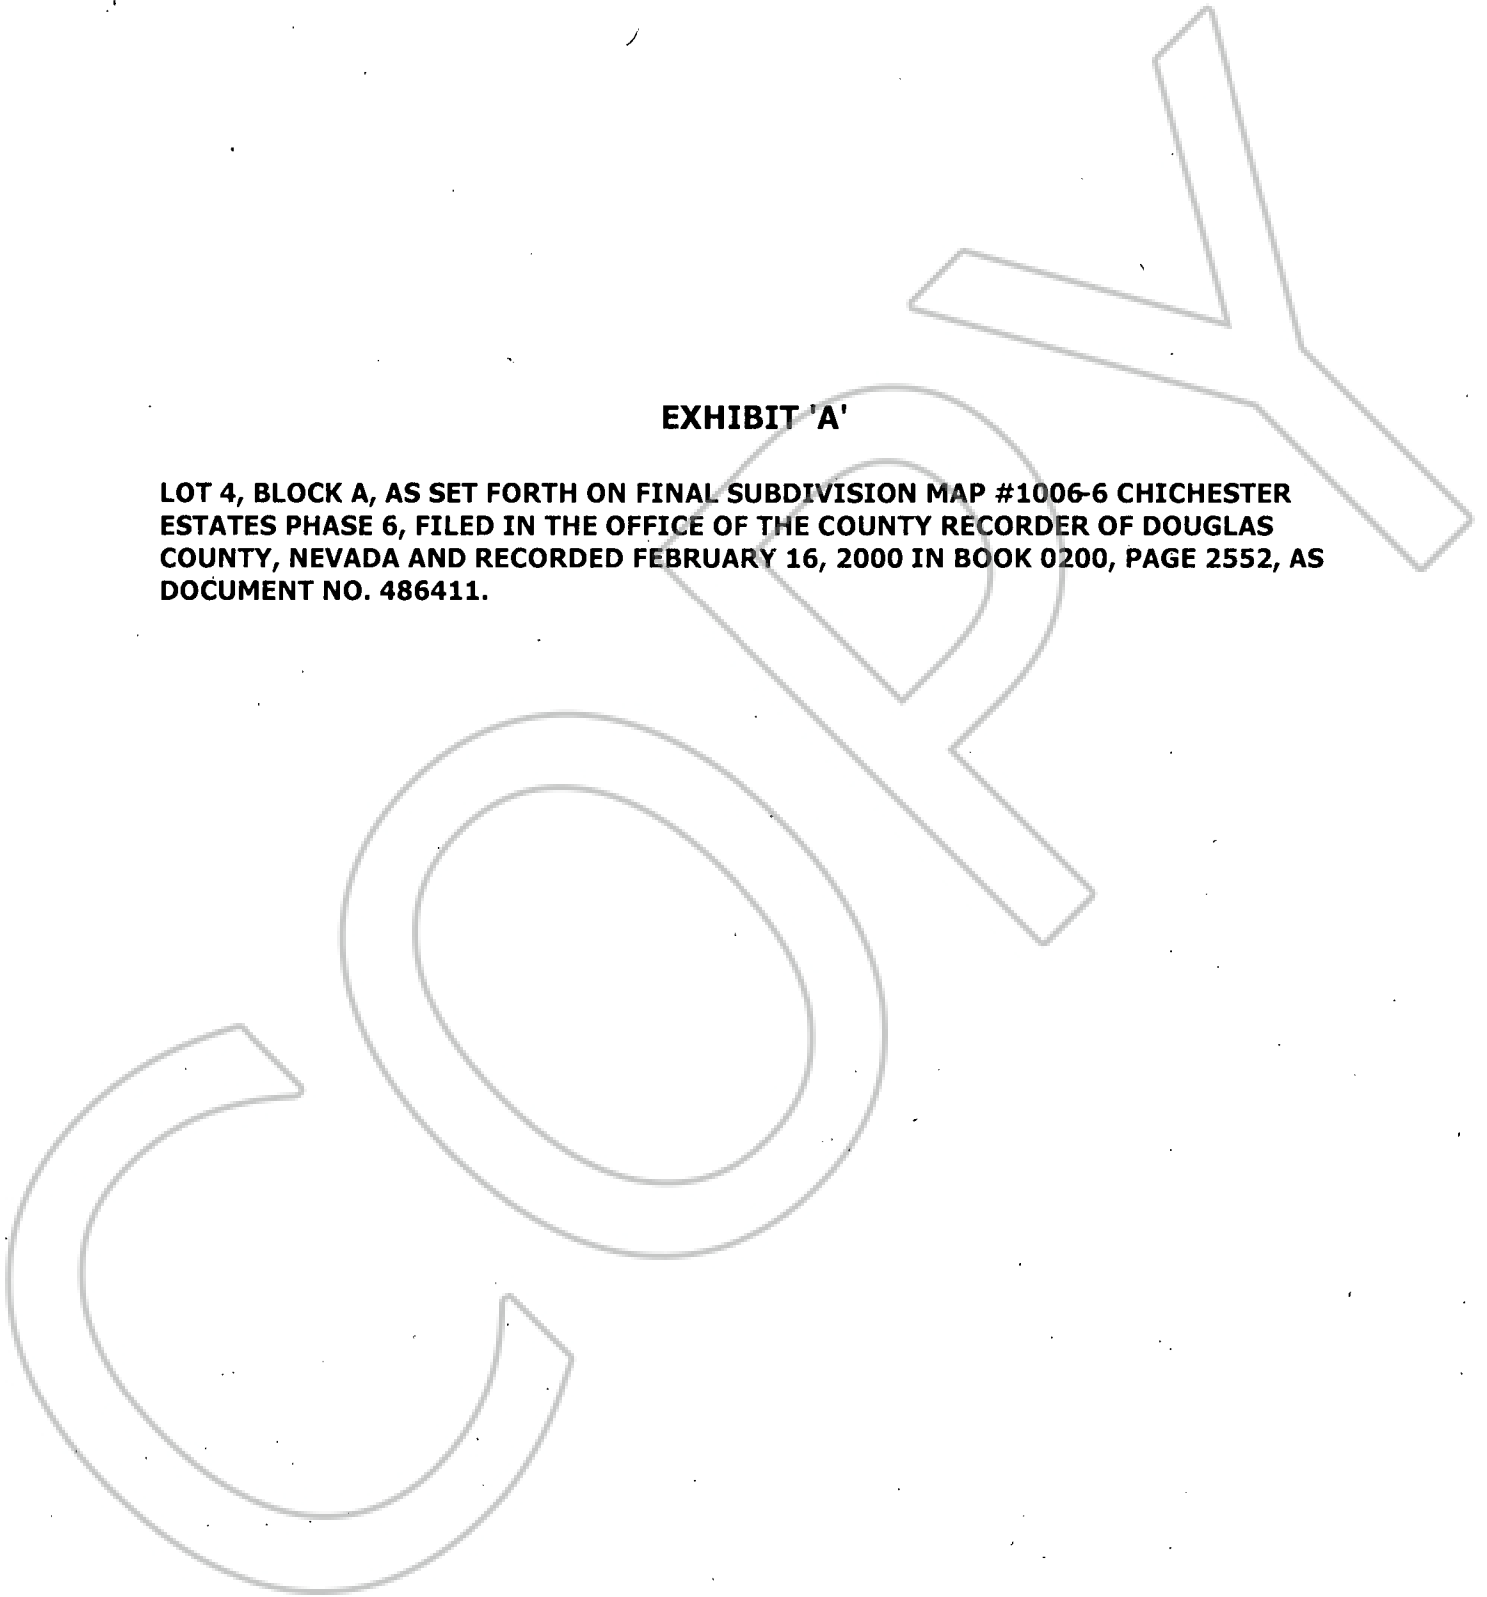 EXHIBIT 'A'
LOT 4, BLOCK A, AS SET FORTH ON FINAL SUBDIVISION MAP #1006-6 CHICHESTER
ESTATES PHASE 6, FILED IN THE OFFICE OF THE COUNTY RECORDER OF DOUGLAS
COUNTY, NEVADA AND RECORDED FEBRUARY 16, 2000 IN BOOK 0200, PAGE 2552, AS
DOCUMENT NO. 486411.
COPY